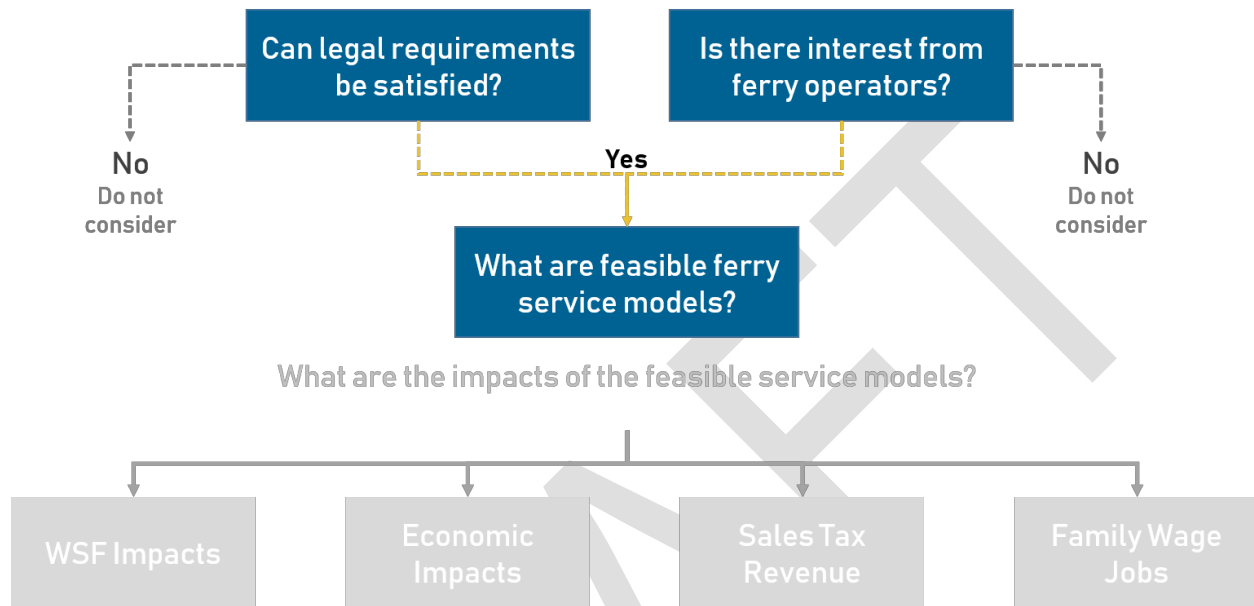 Can legal requirements
be satisfied?
Is there interest from
ferry operators?
No
Do not
consider
Yes
No
Do not
consider
What are feasible ferry
service models?
What are the impacts of the feasible service models?
WSF Impacts
Economic
Impacts
Sales Tax
Revenue
Family Wage
Jobs